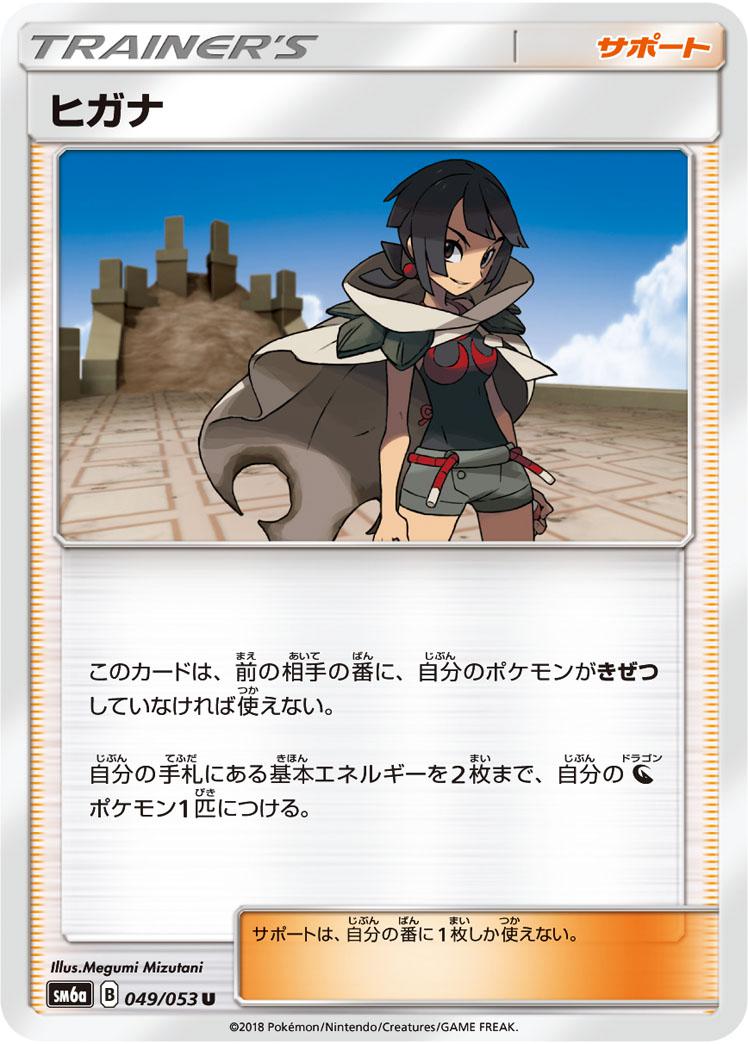 TRAINER'S
サポート
ヒガナ
このカードは、前の相手の番に、自分のポケモンがきぜつ
していなければ使えない。
自分の手札にある基本エネルギーを2枚まで、自分の
ポケモン1匹につける。
サポートは、自分の番に1枚しか使えない。
Illus.Megumi Mizutani
SM6a B 049/053 U
©2018 Pokémon/Nintendo/Creatures/GAME FREAK.